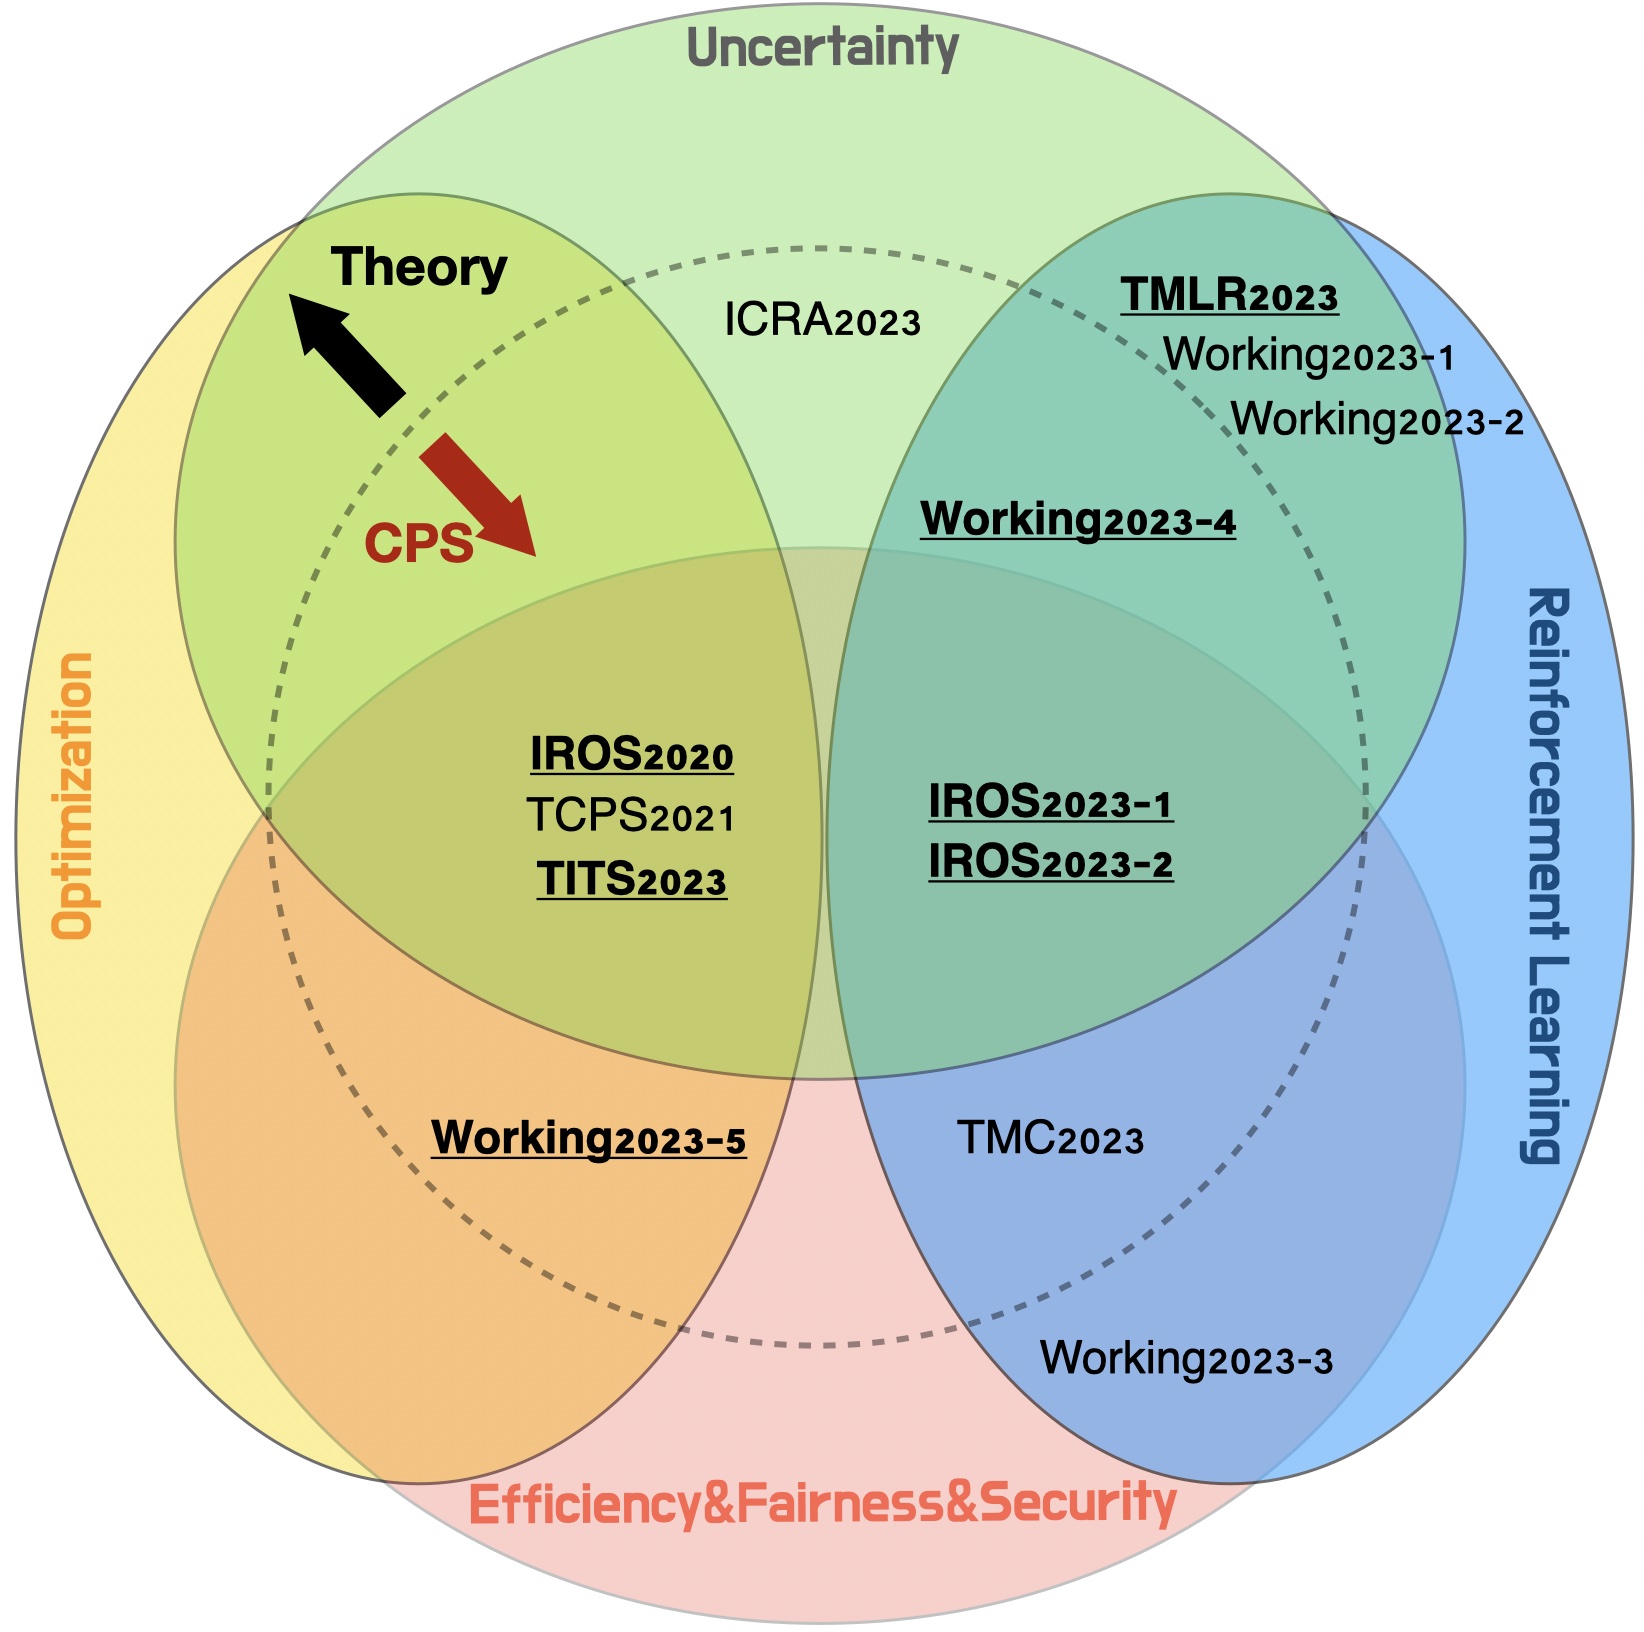 Uncertainty
Theory
CPS
ICRA2023
TMLR2023
Working2023-1
Working2023-2
Working2023-4
Optimization
Reinforcement Learning
IROS2020
TCPS2021
TITS2023
IROS2023-1
IROS2023-2
Working2023-5
TMC2023
Working2023-3
Efficiency&Fairness&Security